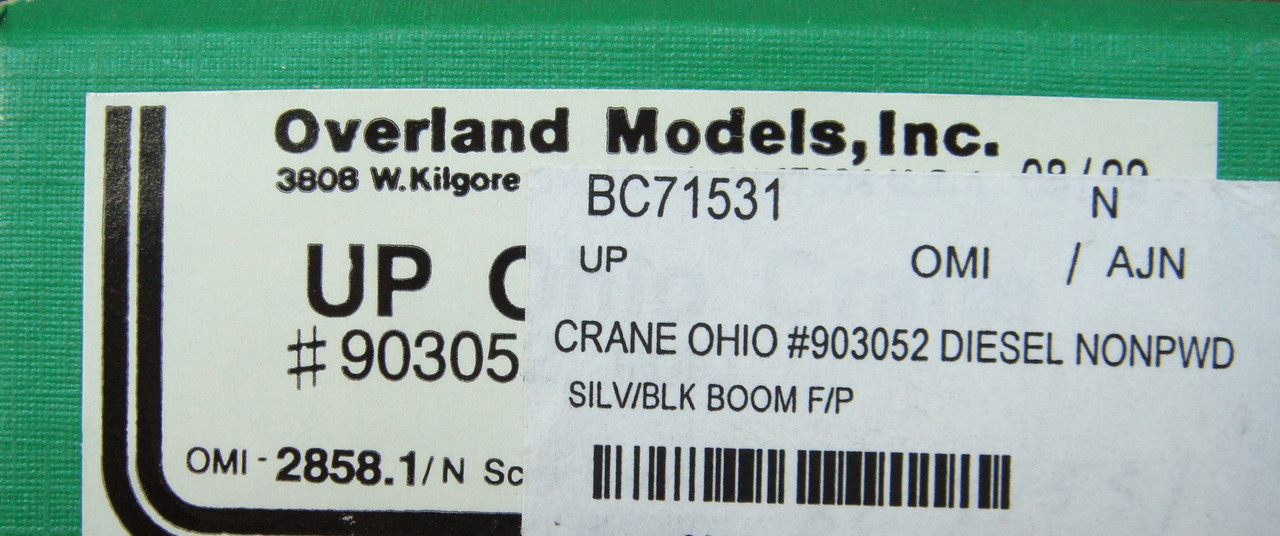 Overland Models, Inc.
3808 W. Kilgore
BC71531 N
UP OMI / AJN
UP
#90305
CRANE OHIO #903052 DIESEL NONPWD
SILV/BLK BOOM F/P
OMI - 2858.1/N